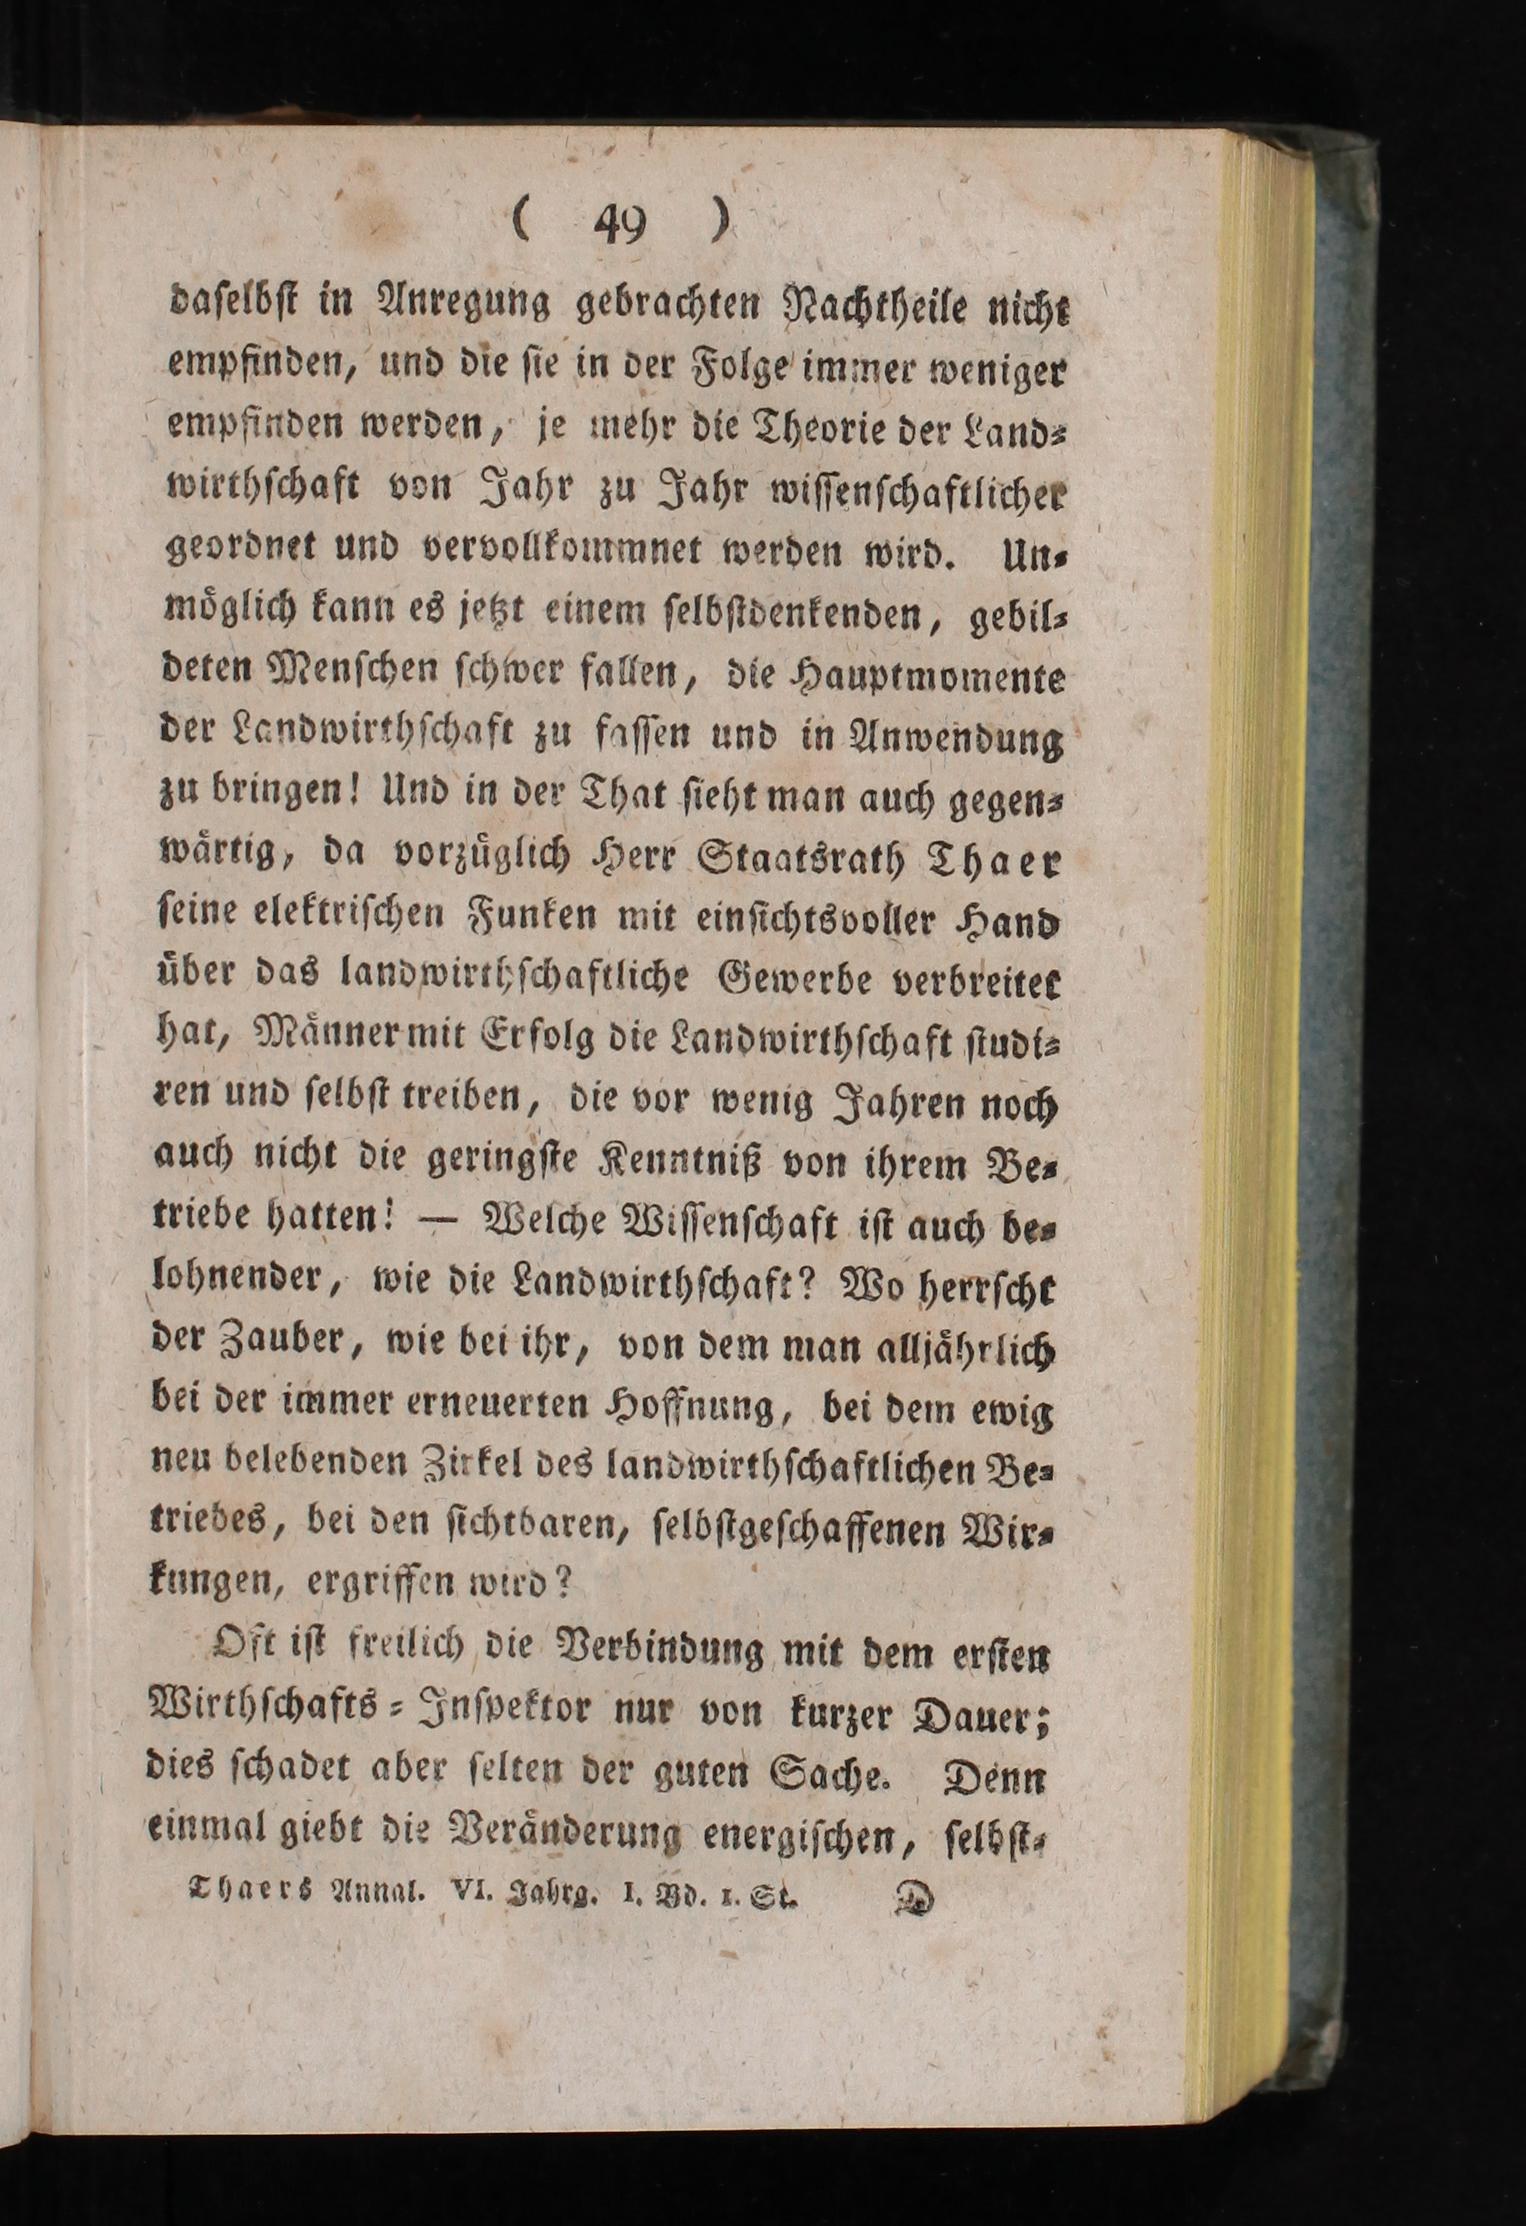 ( 49 )
daſelbſt in Anregung gebrachten Nachtheile nicht
empfinden, und die ſie in der Folge immer weniger
empfinden werden, je mehr die Theorie der Land⸗
wirthſchaft von Jahr zu Jahr wiſſenſchaftlicher
geordnet und vervollkommnet werden wird. Un⸗
möglich kann es jetzt einem ſelbſtdenkenden, gebil⸗
deten Menſchen ſchwer fallen, die Hauptmomente
der Landwirthſchaft zu faſſen und in Anwendung
zu bringen! Und in der That ſieht man auch gegen⸗
wärtig, da vorzüglich Herr Staatsrath Thaer
ſeine elektriſchen Funken mit einſichtsvoller Hand
über das landwirthſchaftliche Gewerbe verbreitet
hat, Männer mit Erfolg die Landwirthſchaft ſtudi⸗
ren und ſelbſt treiben, die vor wenig Jahren noch
auch nicht die geringſte Kenntniß von ihrem Be⸗
triebe hatten! — Welche Wiſſenſchaft iſt auch be⸗
lohnender, wie die Landwirthſchaft? Wo herrſcht
der Zauber, wie bei ihr, von dem man alljährlich
bei der immer erneuerten Hoffnung, bei dem ewig
neu belebenden Zirkel des landwirthſchaftlichen Be⸗
triebes, bei den ſichtbaren, ſelbſtgeſchaffenen Wir⸗
kungen, ergriffen wird?
Oft iſt freilich die Verbindung mit dem erſten
Wirthſchafts⸗Inſpektor nur von kurzer Dauer;
dies ſchadet aber ſelten der guten Sache. Denn
einmal giebt die Veränderung energiſchen, ſelbſt⸗
Thaers Annal. VI. Jahrg. I. Bd. 1. St. D